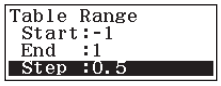 Table Range
Start:-1
End  :1
Step :0.5